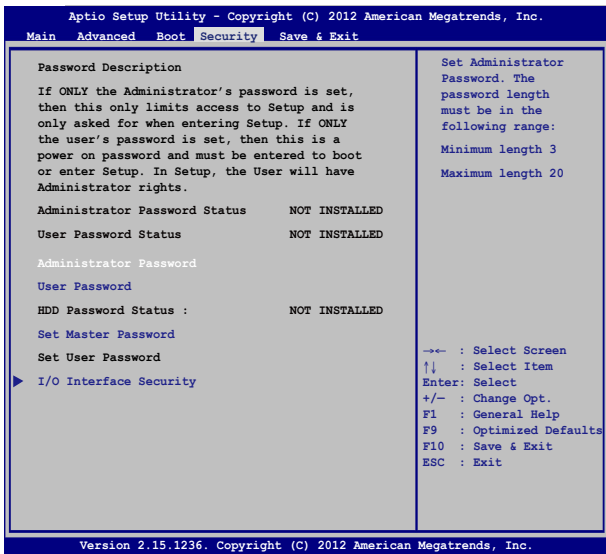 Aptio Setup Utility - Copyright (C) 2012 American Megatrends, Inc.
Main Advanced Boot Security Save & Exit
Password Description
If ONLY the Administrator's password is set,
then this only limits access to Setup and is
only asked for when entering Setup. If ONLY
the user's password is set, then this is a
power on password and must be entered to boot
or enter Setup. In Setup, the User will have
Administrator rights.
Administrator Password Status NOT INSTALLED
User Password Status NOT INSTALLED
Administrator Password
User Password
HDD Password Status : NOT INSTALLED
Set Master Password
Set User Password
I/O Interface Security
Set Administrator
Password. The
password length
must be in the
following range:
Minimum length 3
Maximum length 20
→← : Select Screen
↑↓ : Select Item
Enter: Select
+/— : Change Opt.
F1 : General Help
F9 : Optimized Defaults
F10 : Save & Exit
ESC : Exit
Version 2.15.1236. Copyright (C) 2012 American Megatrends, Inc.